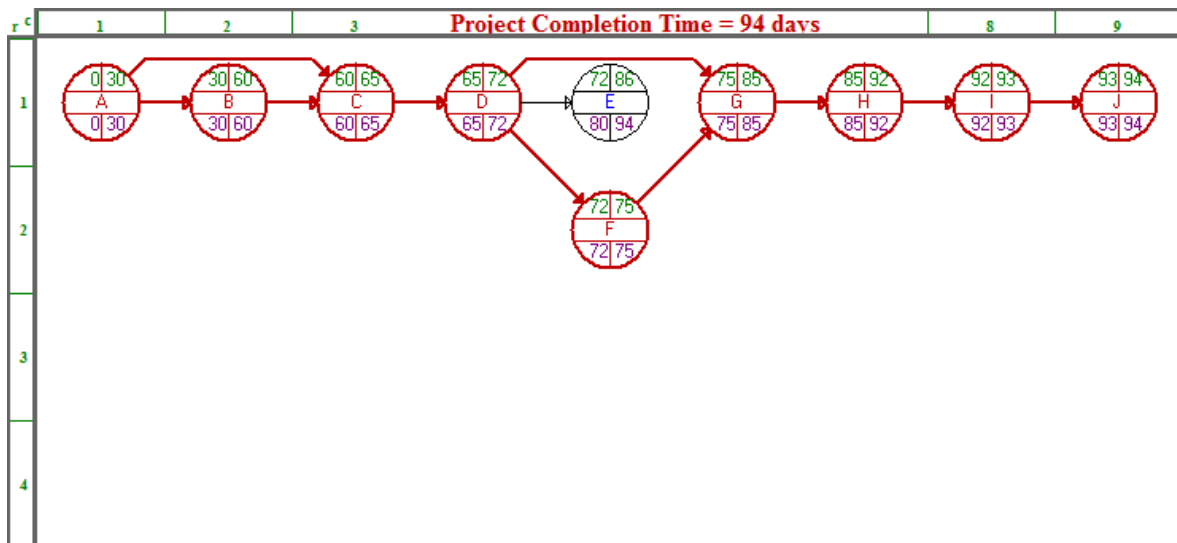 r c 1 2 3 Project Completion Time = 94 days 8 9
0 30 30 60 60 65 65 72 72 86 75 85 85 92 92 93 93 94
1 A B C D E G H I J
0 30 30 60 60 65 65 72 80 94 75 85 85 92 92 93 93 94
72 75
2 F
72 75
3
4